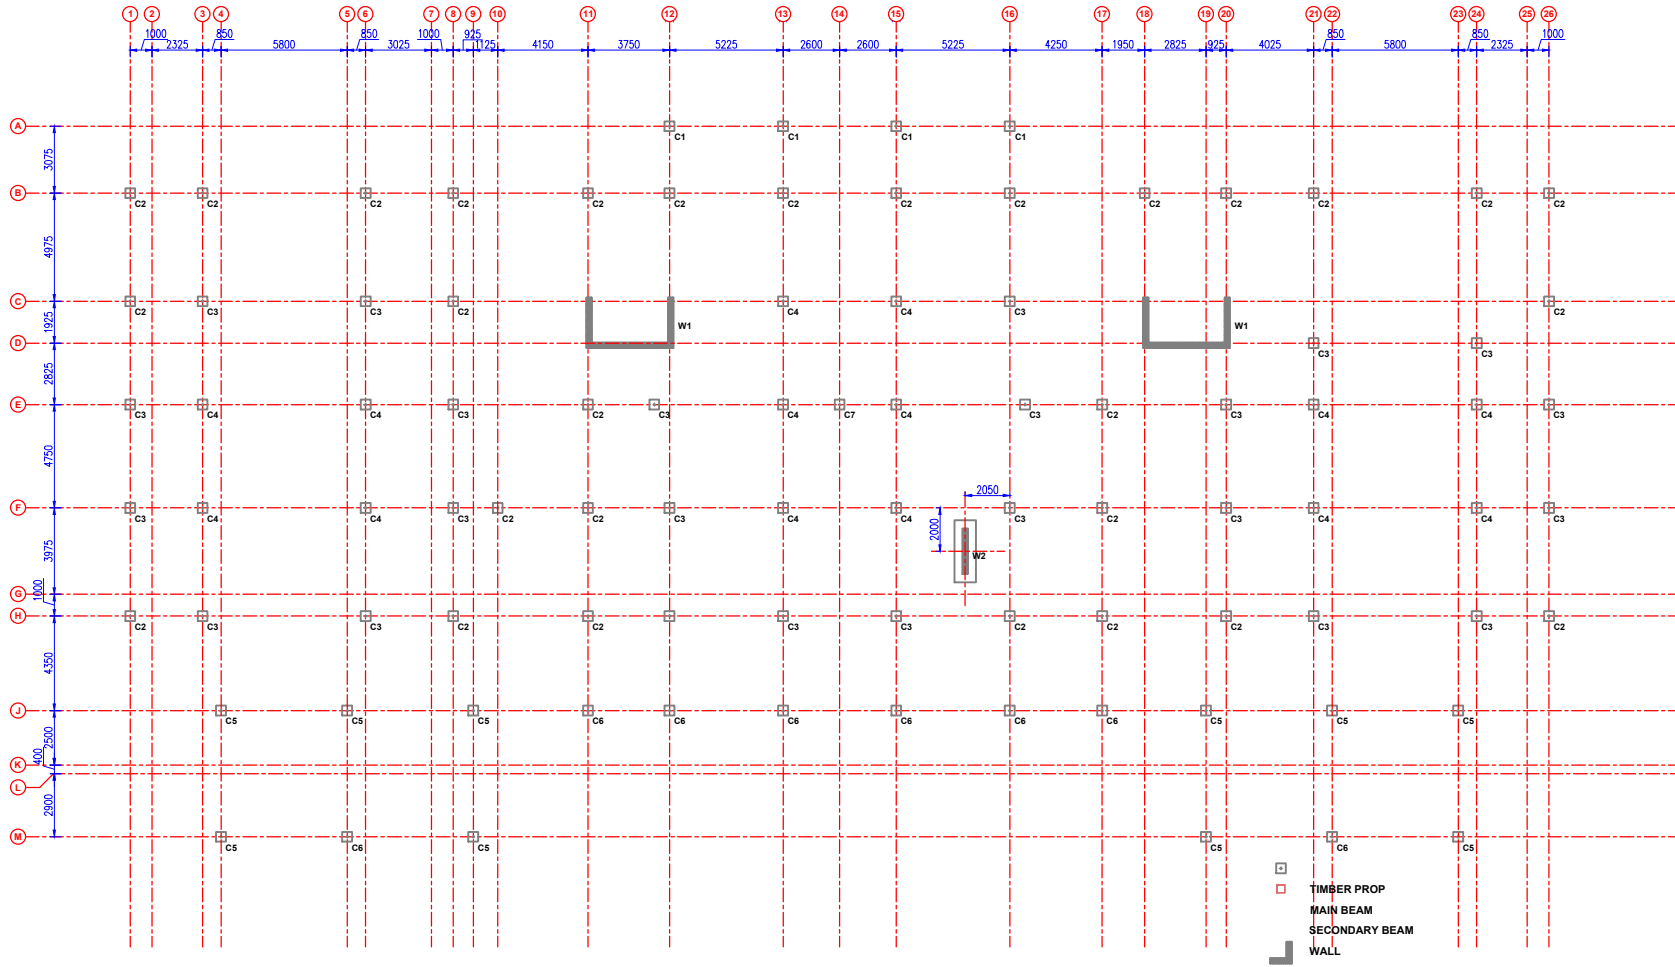 1 2 3 4 5 6 7 8 9 10 11 12 13 14 15 16 17 18 19 20 21 22 23 24 25 26
1000 850 850 1000 925 850 850 1000
2325 5800 3025 1125 4150 3750 5225 2600 2600 5225 4250 1950 2825 925 4025 5800 2325
A
C1 C1 C1 C1
3075
B
C2 C2 C2 C2 C2 C2 C2 C2 C2 C2 C2 C2 C2 C2
4975
C
C2 C3 C3 C2 C4 C4 C3 C2
1925
W1 W1
D
C3 C3
2825
E
C3 C4 C4 C3 C2 C3 C4 C7 C4 C3 C2 C3 C4 C4 C3
4750
2050
F
C3 C4 C4 C3 C2 C2 C3 C4 C4 C3 C2 C3 C4 C4 C3
2000
3975
W2
1000
G
H
C2 C3 C3 C2 C2 C3 C3 C2 C2 C2 C3 C3 C2
4350
J
C5 C5 C5 C6 C6 C6 C6 C6 C6 C5 C5 C5
2500
400
K
L
2900
M
C5 C6 C5 C5 C6 C5
TIMBER PROP
MAIN BEAM
SECONDARY BEAM
WALL